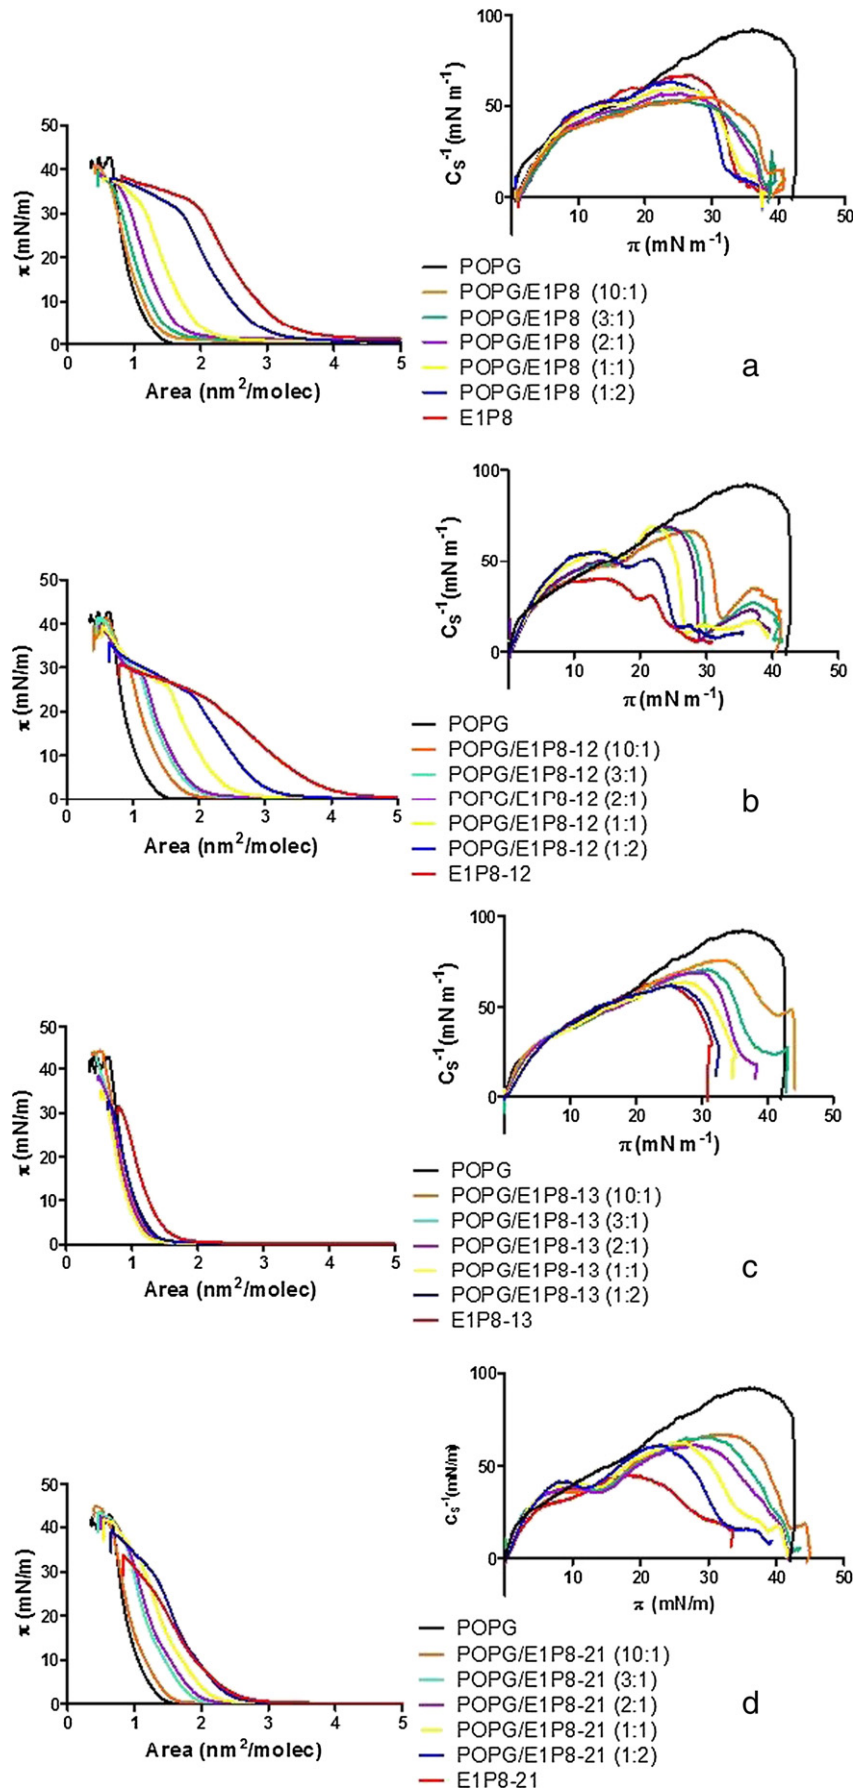 100
50
0
10
20
30
40
50
Cs⁻¹(mN m⁻¹)
π (mN m⁻¹)
50
40
30
20
10
0
0
1
2
3
4
5
π (mN/m)
Area (nm²/molec)
POPG
POPG/E1P8 (10:1)
POPG/E1P8 (3:1)
POPG/E1P8 (2:1)
POPG/E1P8 (1:1)
POPG/E1P8 (1:2)
E1P8
a
100
50
0
10
20
30
40
50
Cs⁻¹(mN m⁻¹)
π (mN m⁻¹)
50
40
30
20
10
0
0
1
2
3
4
5
π (mN/m)
Area (nm²/molec)
POPG
POPG/E1P8-12 (10:1)
POPG/E1P8-12 (3:1)
POPG/E1P8-12 (2:1)
POPG/E1P8-12 (1:1)
POPG/E1P8-12 (1:2)
E1P8-12
b
100
50
0
10
20
30
40
50
Cs⁻¹(mN m⁻¹)
π (mN m⁻¹)
50
40
30
20
10
0
0
1
2
3
4
5
π (mN/m)
Area (nm²/molec)
POPG
POPG/E1P8-13 (10:1)
POPG/E1P8-13 (3:1)
POPG/E1P8-13 (2:1)
POPG/E1P8-13 (1:1)
POPG/E1P8-13 (1:2)
E1P8-13
c
100
50
0
10
20
30
40
50
Cs⁻¹(mN/m)
π (mN/m)
50
40
30
20
10
0
0
1
2
3
4
5
π (mN/m)
Area (nm²/molec)
POPG
POPG/E1P8-21 (10:1)
POPG/E1P8-21 (3:1)
POPG/E1P8-21 (2:1)
POPG/E1P8-21 (1:1)
POPG/E1P8-21 (1:2)
E1P8-21
d